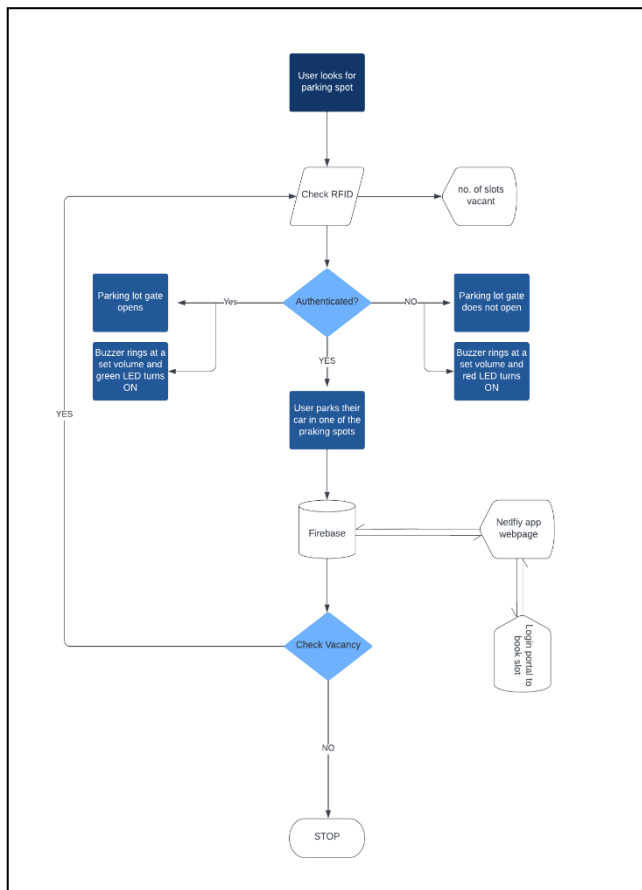 User looks for
parking spot
Check RFID
no. of slots
vacant
Parking lot gate
opens
Yes
Authenticated?
NO
Parking lot gate
does not open
Buzzer rings at a
set volume and
green LED turns
ON
YES
Buzzer rings at a
set volume and
red LED turns
ON
YES
User parks their
car in one of the
praking spots
Firebase
Netlfiy app
webpage
Login portal to
book slot
Check Vacancy
NO
STOP